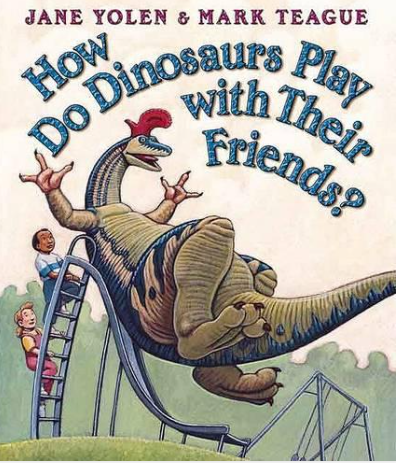 JANE YOLEN & MARK TEAGUE
How
Do Dinosaurs Play
with Their
Friends?